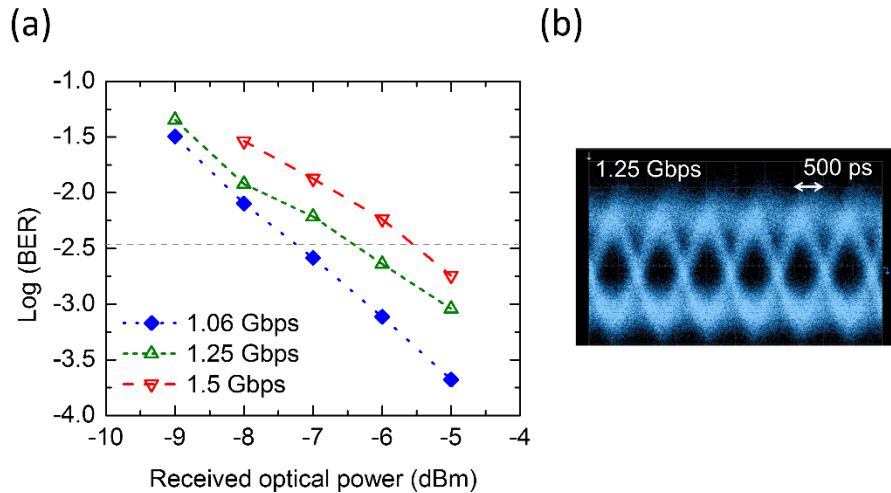 (a)
(b)
-1.0
-1.5
-2.0
-2.5
-3.0
-3.5
-4.0
Log (BER)
1.06 Gbps
1.25 Gbps
1.5 Gbps
-10 -9 -8 -7 -6 -5 -4
Received optical power (dBm)
1.25 Gbps 500 ps